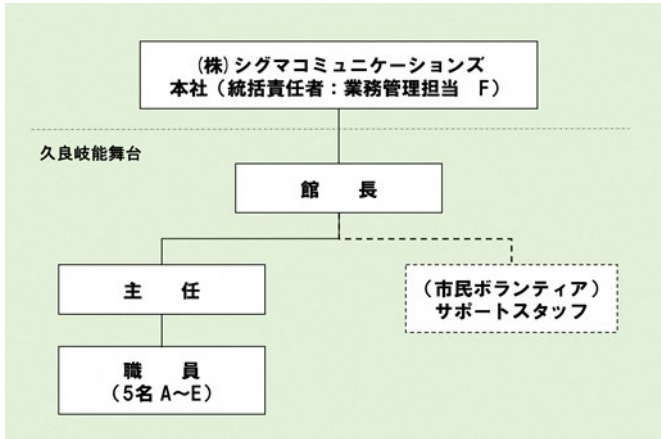 (株)シグマコミュニケーションズ
本社(統括責任者:業務管理担当 F)
久良岐能舞台
館 長
主 任
(市民ボランティア)
サポートスタッフ
職 員
(5名 A～E)